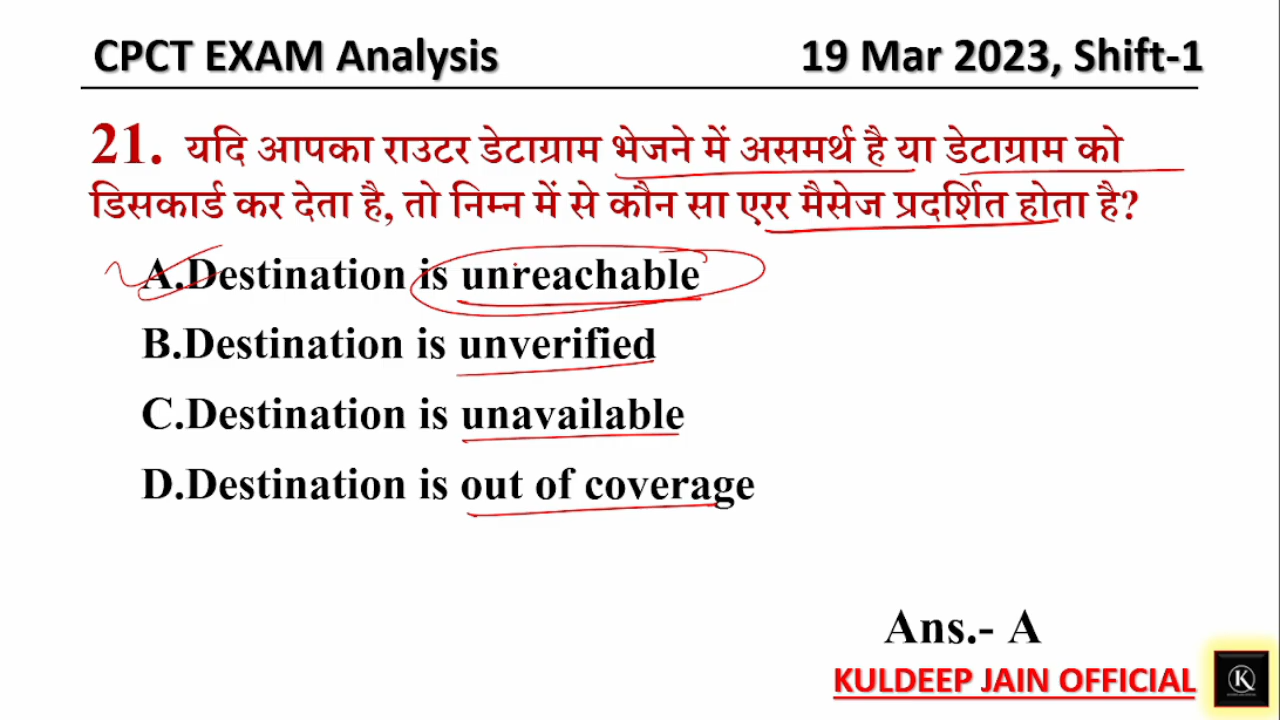 CPCT EXAM Analysis 19 Mar 2023, Shift-1
21. यदि आपका राउटर डेटाग्राम भेजने में असमर्थ है या डेटाग्राम को
डिसकार्ड कर देता है, तो निम्न में से कौन सा एरर मैसेज प्रदर्शित होता है?
A.Destination is unreachable
B.Destination is unverified
C.Destination is unavailable
D.Destination is out of coverage
Ans.- A
KULDEEP JAIN OFFICIAL